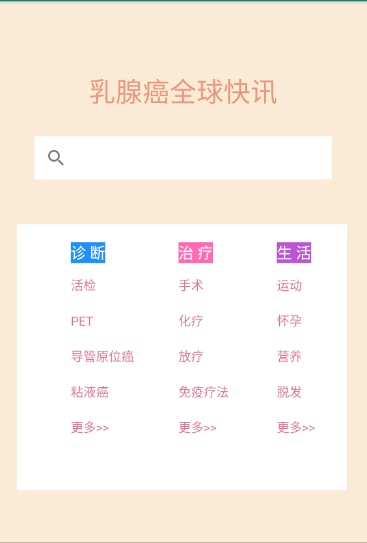 乳腺癌全球快讯
诊 断 治 疗 生 活
活检 手术 运动
PET 化疗 怀孕
导管原位癌 放疗 营养
粘液癌 免疫疗法 脱发
更多>> 更多>> 更多>>